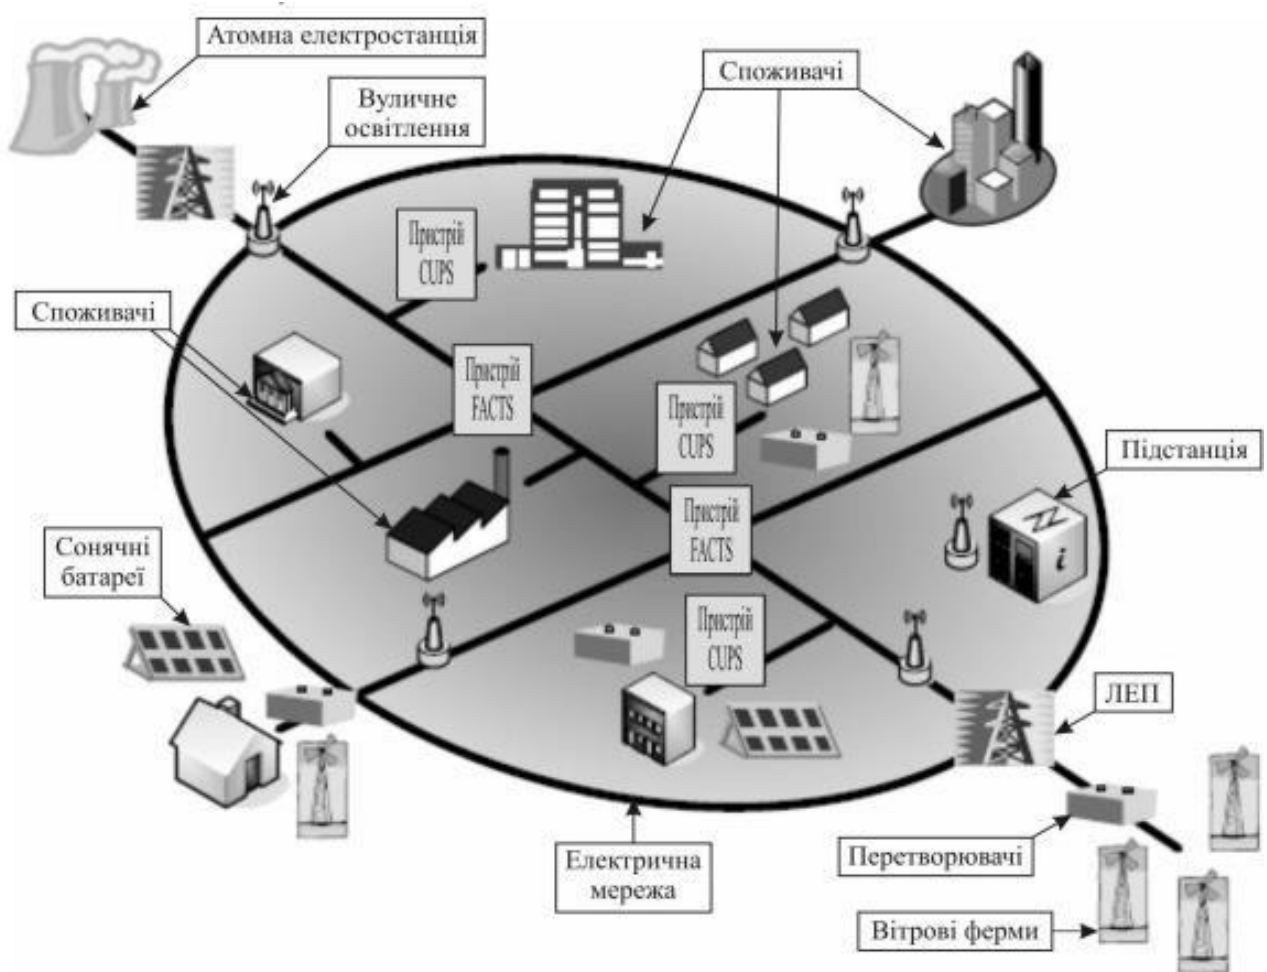 Атомна електростанція
Споживачі
Вуличне
освітлення
Пристрій
CUPS
Споживачі
Пристрій
FACTS
Пристрій
CUPS
Підстанція
Пристрій
FACTS
i
Сонячні
батареї
Пристрій
CUPS
ЛЕП
Електрична
мережа
Перетворювачі
Вітрові ферми